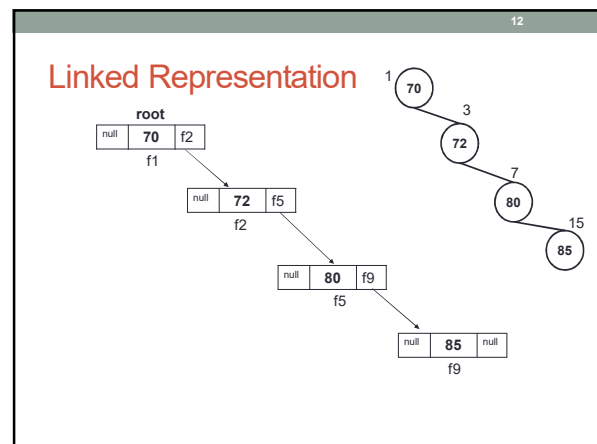 12
Linked Representation
root
null 70 f2
f1
null 72 f5
f2
null 80 f9
f5
null 85 null
f9
1
70
3
72
7
80
15
85